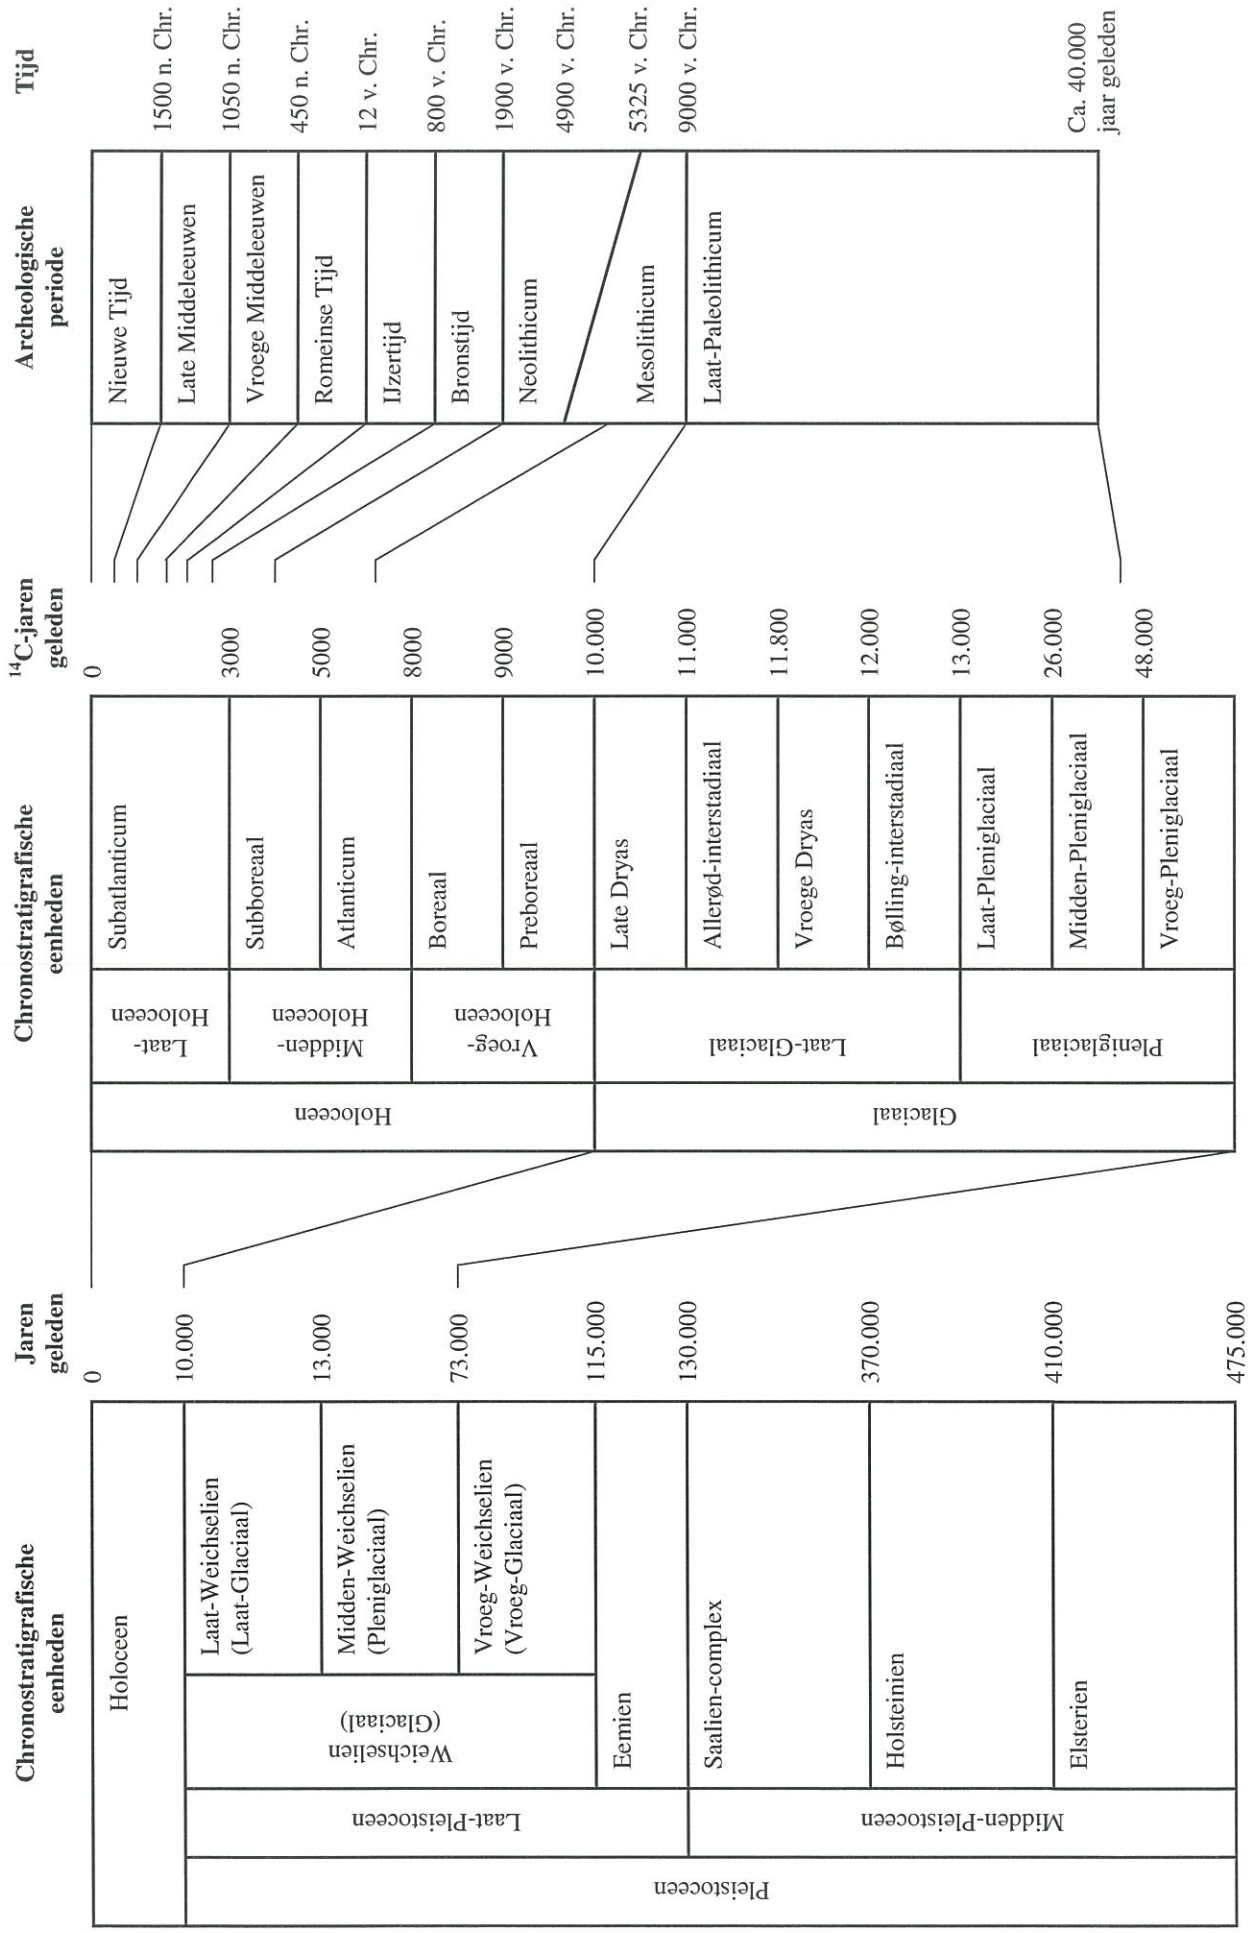 Chronostratigrafische
eenheden
Jaren
geleden
Chronostratigrafische
eenheden
14C-jaren
geleden
Archeologische
periode
Tijd
Holoceen
Pleistoceen
Laat-Pleistoceen
Midden-Pleistoceen
Weichselien
(Glaciaal)
Laat-Weichselien
(Laat-Glaciaal)
Midden-Weichselien
(Pleniglaciaal)
Vroeg-Weichselien
(Vroeg-Glaciaal)
Eemien
Saalien-complex
Holsteinien
Elsterien
0
10.000
13.000
73.000
115.000
130.000
370.000
410.000
475.000
Holoceen
Glaciaal
Laat-
Holoceen
Midden-
Holoceen
Vroeg-
Holoceen
Laat-Glaciaal
Pleniglaciaal
Subatlanticum
Subboreaal
Atlanticum
Boreaal
Preboreaal
Late Dryas
Allerød-interstadiaal
Vroege Dryas
Bølling-interstadiaal
Laat-Pleniglaciaal
Midden-Pleniglaciaal
Vroeg-Pleniglaciaal
0
3000
5000
8000
9000
10.000
11.000
11.800
12.000
13.000
26.000
48.000
Nieuwe Tijd
Late Middeleeuwen
Vroege Middeleeuwen
Romeinse Tijd
IJzertijd
Bronstijd
Neolithicum
Mesolithicum
Laat-Paleolithicum
1500 n. Chr.
1050 n. Chr.
450 n. Chr.
12 v. Chr.
800 v. Chr.
1900 v. Chr.
4900 v. Chr.
5325 v. Chr.
9000 v. Chr.
Ca. 40.000
jaar geleden